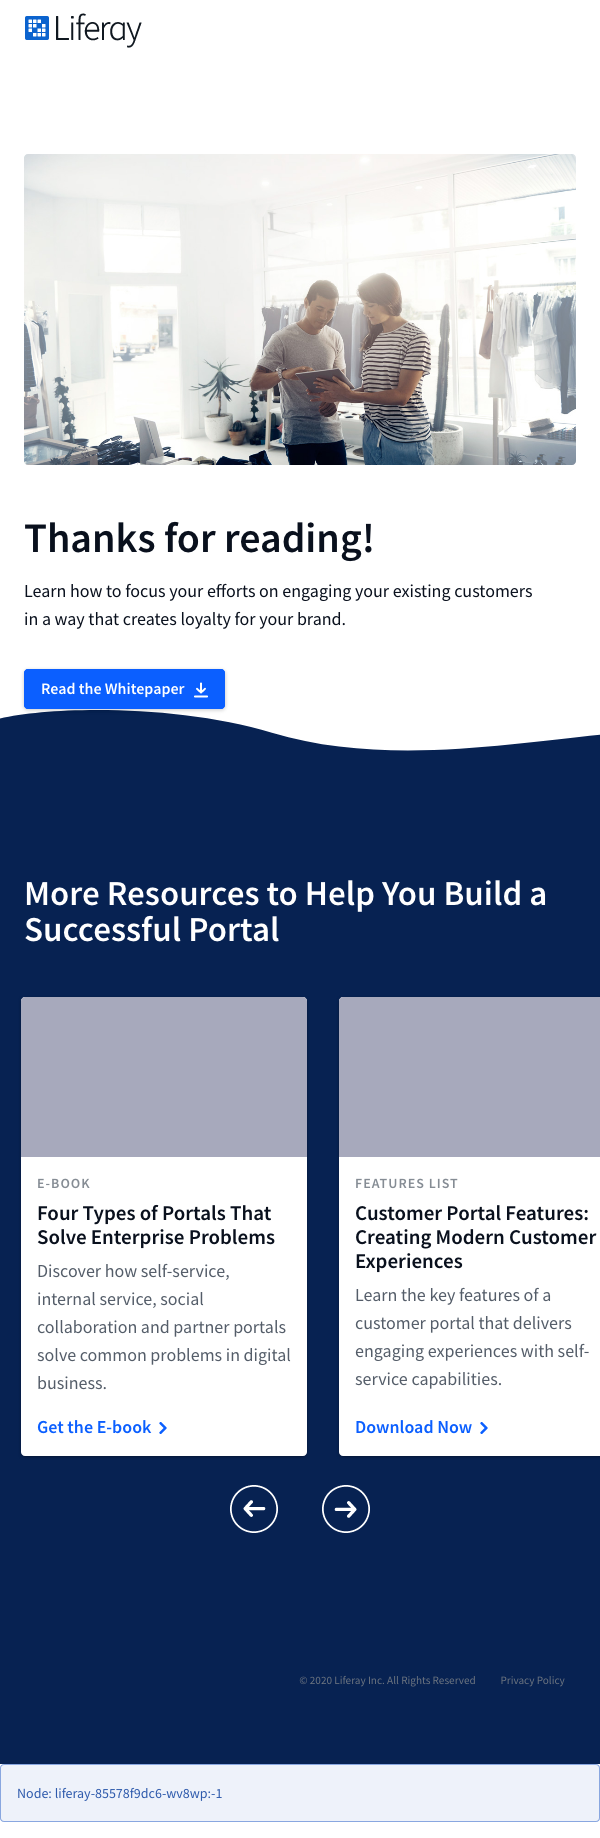 Liferay
Thanks for reading!
Learn how to focus your efforts on engaging your existing customers
in a way that creates loyalty for your brand.
Read the Whitepaper
More Resources to Help You Build a
Successful Portal
E-BOOK
Four Types of Portals That
Solve Enterprise Problems
Discover how self-service,
internal service, social
collaboration and partner portals
solve common problems in digital
business.
Get the E-book
FEATURES LIST
Customer Portal Features:
Creating Modern Customer
Experiences
Learn the key features of a
customer portal that delivers
engaging experiences with self-
service capabilities.
Download Now
© 2020 Liferay Inc. All Rights Reserved Privacy Policy
Node: liferay-85578f9dc6-wv8wp:-1